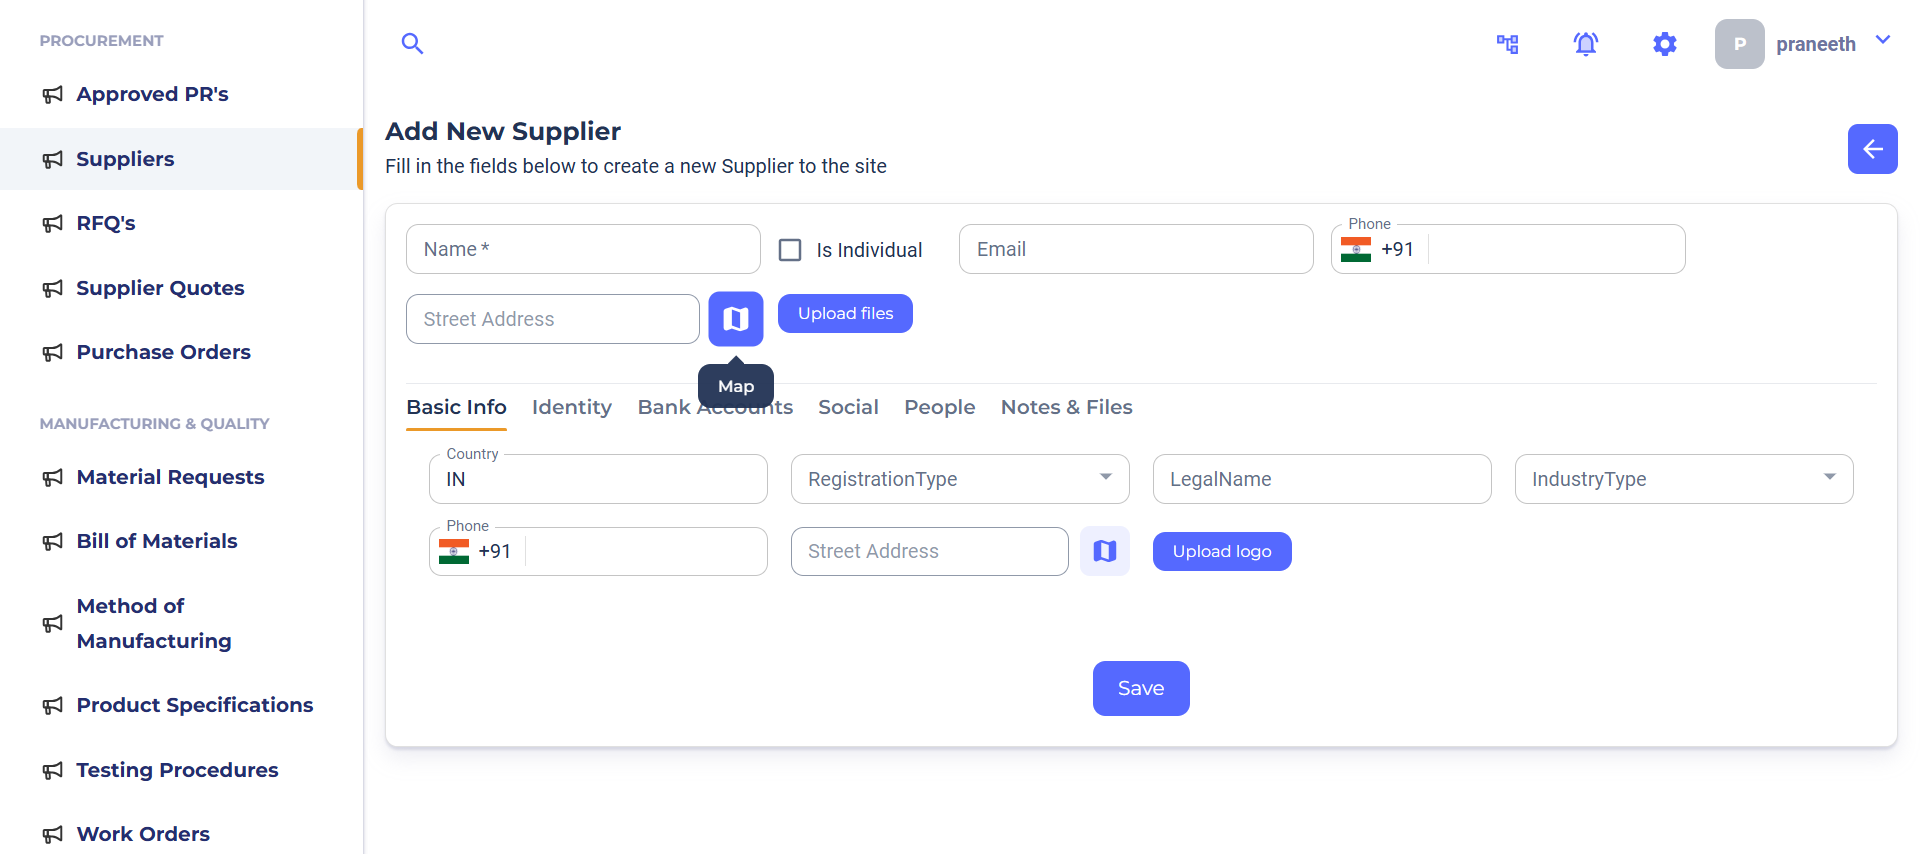 PROCUREMENT
Approved PR's
Suppliers
RFQ's
Supplier Quotes
Purchase Orders
MANUFACTURING & QUALITY
Material Requests
Bill of Materials
Method of
Manufacturing
Product Specifications
Testing Procedures
Work Orders
P praneeth
Add New Supplier
Fill in the fields below to create a new Supplier to the site
Name *
Is Individual
Email
Phone
+91
Street Address
Upload files
Map
Basic Info Identity Bank Accounts Social People Notes & Files
Country
IN
RegistrationType
LegalName
IndustryType
Phone
+91
Street Address
Upload logo
Save